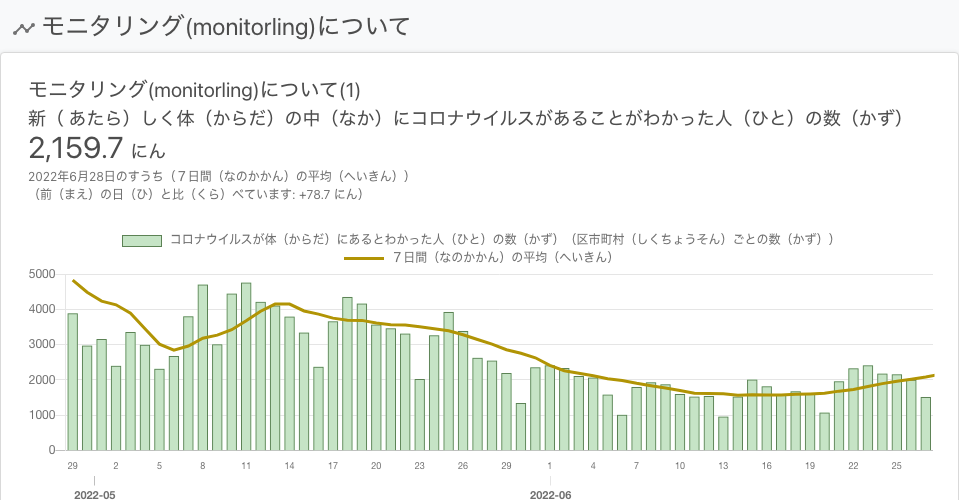 モニタリング(monitorling)について
モニタリング(monitorling)について(1)
新（ あたら）しく体（からだ）の中（なか）にコロナウイルスがあることがわかった人（ひと）の数（かず）
2,159.7 にん
2022年6月28日のすうち（７日間（なのかかん）の平均（へいきん））
（前（まえ）の日（ひ）と比（くら）べています: +78.7 にん）
コロナウイルスが体（からだ）にあるとわかった人（ひと）の数（かず）（区市町村（しくちょうそん）ごとの数（かず））
７日間（なのかかん）の平均（へいきん）
5000
4000
3000
2000
1000
0
29 2 5 8 11 14 17 20 23 26 29 1 4 7 10 13 16 19 22 25
2022-05 2022-06